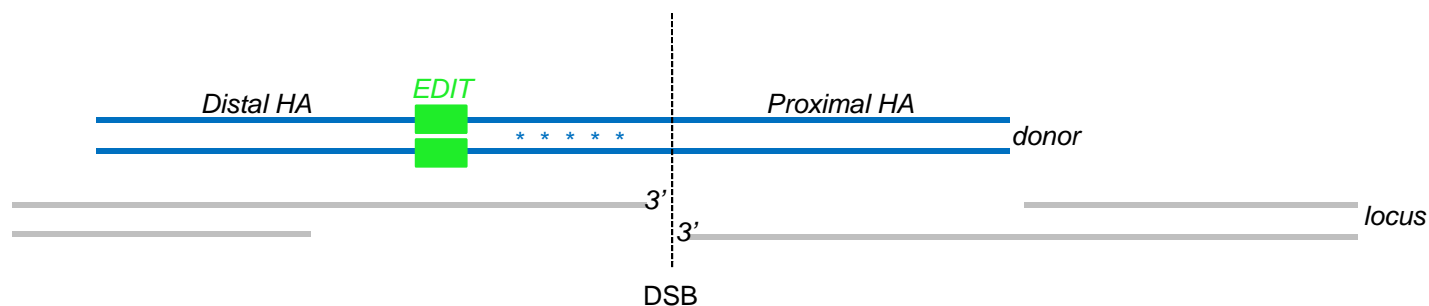 EDIT
Distal HA
Proximal HA
* * * * *
donor
3’
locus
3’
DSB